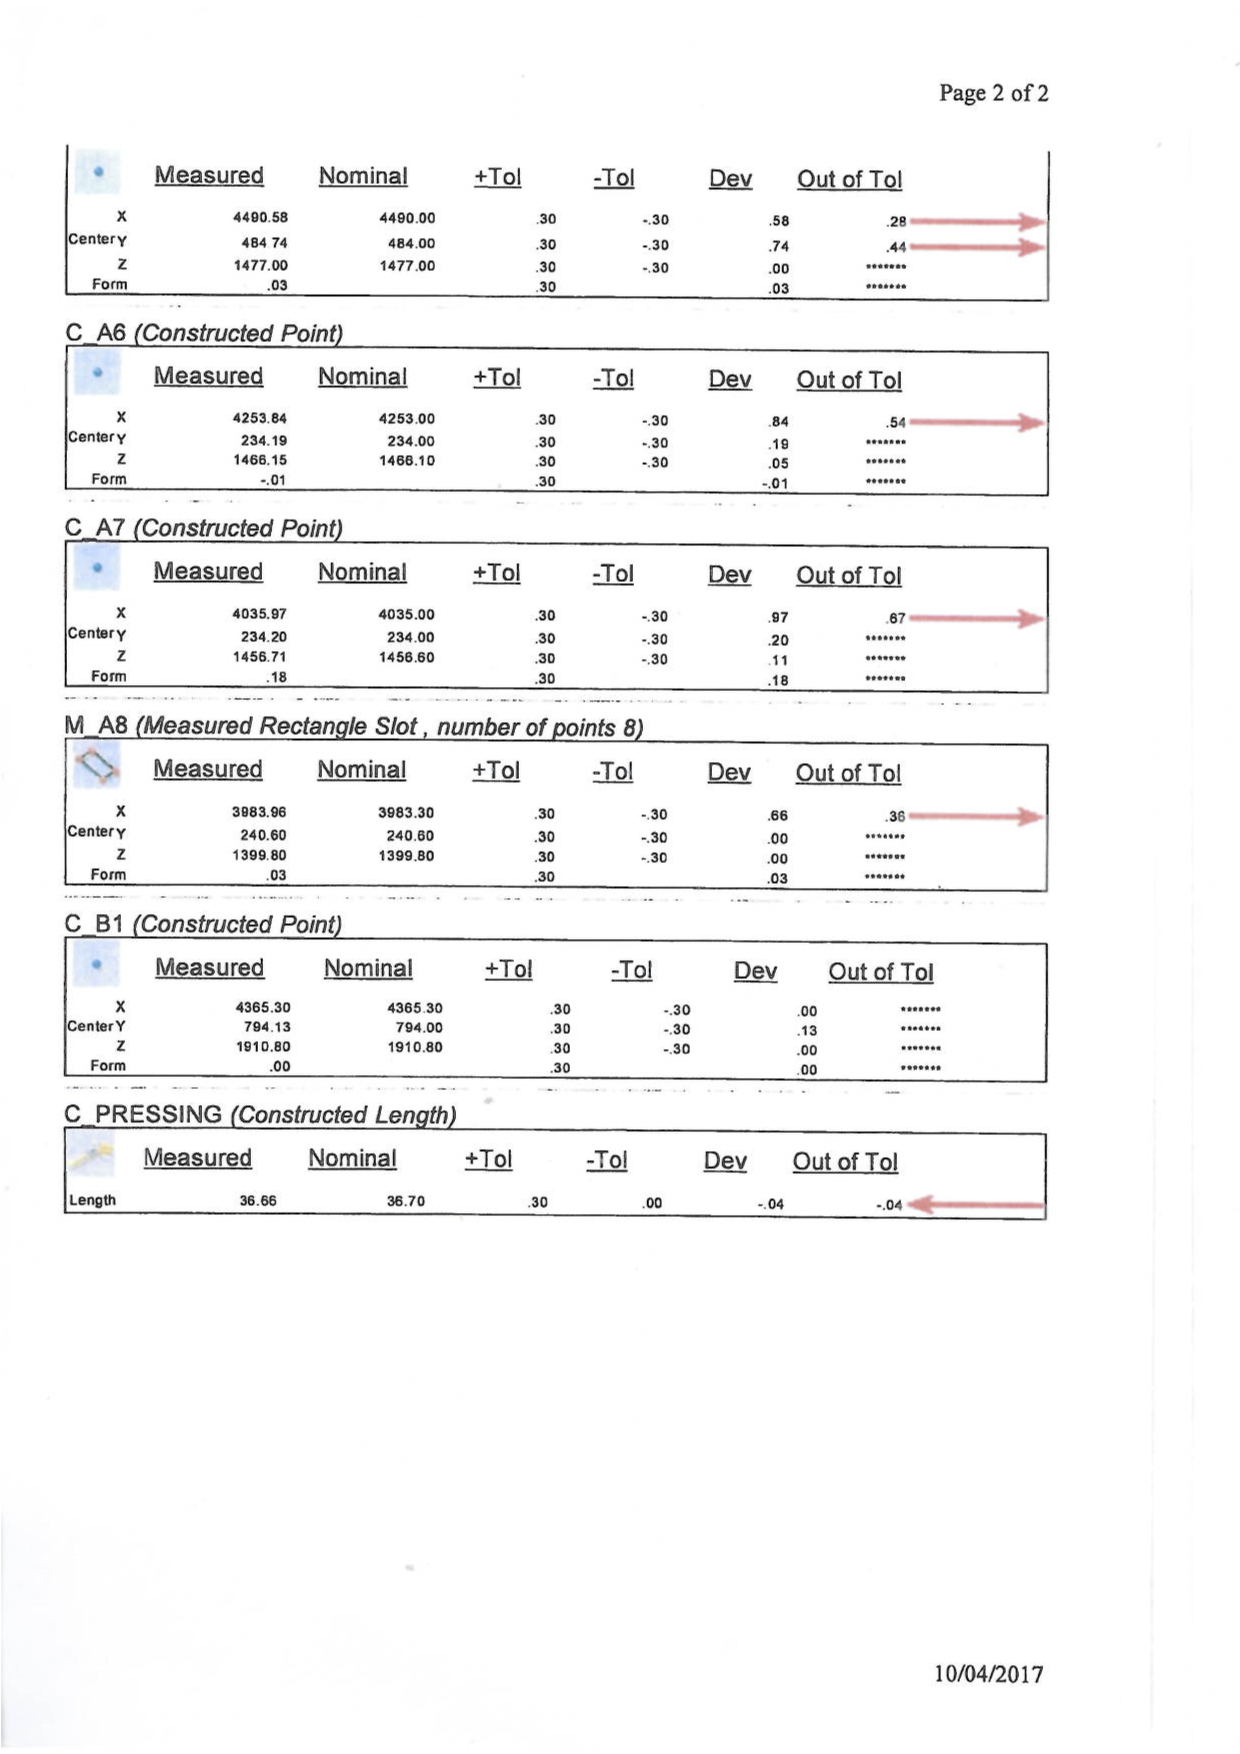 Page 2 of 2
Measured Nominal +Tol -Tol Dev Out of Tol
X 4490.58 4490.00 .30 -.30 .58 .28
Center Y 484 74 484.00 .30 -.30 .74 .44
Z 1477.00 1477.00 .30 -.30 .00 *******
Form .03 .30 .03 *******
C_A6 (Constructed Point)
Measured Nominal +Tol -Tol Dev Out of Tol
X 4253.84 4253.00 .30 -.30 .84 .54
Center Y 234.19 234.00 .30 -.30 .19 *******
Z 1466.15 1466.10 .30 -.30 .05 *******
Form -.01 .30 -.01 *******
C_A7 (Constructed Point)
Measured Nominal +Tol -Tol Dev Out of Tol
X 4035.97 4035.00 .30 -.30 .97 .67
Center Y 234.20 234.00 .30 -.30 .20 *******
Z 1456.71 1456.60 .30 -.30 .11 *******
Form .18 .30 .18 *******
M_A8 (Measured Rectangle Slot , number of points 8)
Measured Nominal +Tol -Tol Dev Out of Tol
X 3983.96 3983.30 .30 -.30 .66 .36
Center Y 240.60 240.60 .30 -.30 .00 *******
Z 1399.80 1399.80 .30 -.30 .00 *******
Form .03 .30 .03 *******
C_B1 (Constructed Point)
Measured Nominal +Tol -Tol Dev Out of Tol
X 4365.30 4365.30 .30 -.30 .00 *******
Center Y 794.13 794.00 .30 -.30 .13 *******
Z 1910.80 1910.80 .30 -.30 .00 *******
Form .00 .30 .00 *******
C_PRESSING (Constructed Length)
Measured Nominal +Tol -Tol Dev Out of Tol
Length 36.66 36.70 .30 .00 -.04 -.04
10/04/2017